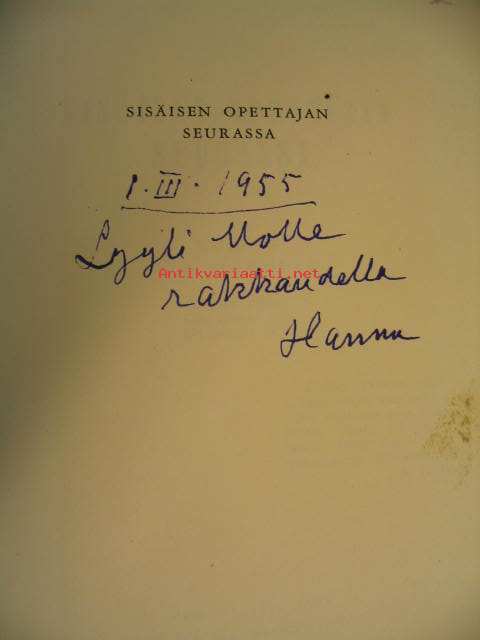 SISÄISEN OPETTAJAN
SEURASSA
1. III. 1955
Lyyli
Antikvariaatti.net
rakkaudella
Hanna